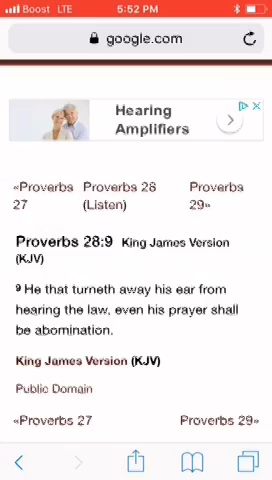 Boost LTE 5:52 PM
google.com
Hearing
Amplifiers
«Proverbs Proverbs 28 Proverbs
27 (Listen) 29»
Proverbs 28:9 King James Version
(KJV)
9 He that turneth away his ear from
hearing the law, even his prayer shall
be abomination.
King James Version (KJV)
Public Domain
«Proverbs 27 Proverbs 29»